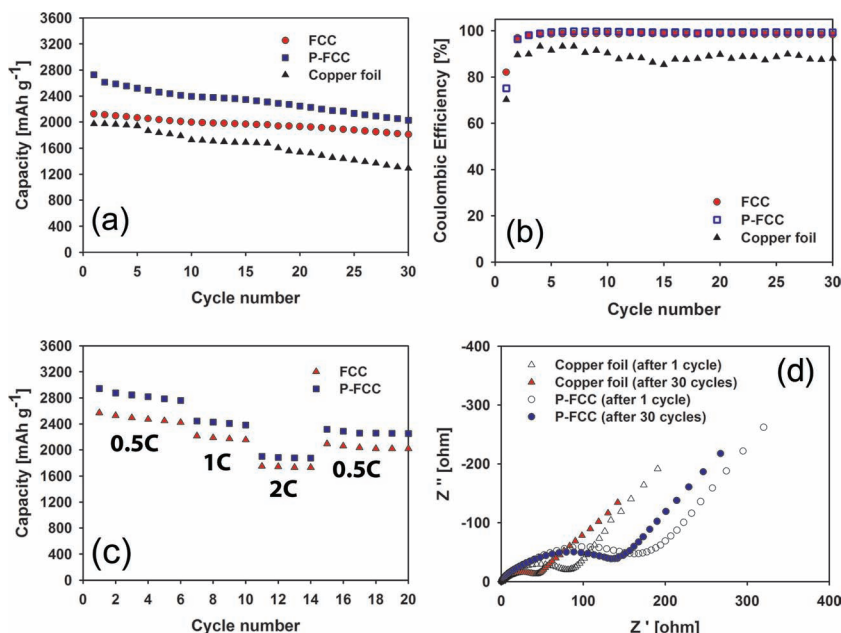 3600
3200
2800
2400
2000
1600
1200
800
400
0
Capacity [mAh g⁻¹]
FCC
P-FCC
Copper foil
(a)
0 5 10 15 20 25 30
Cycle number
100
80
60
40
20
0
Coulombic Efficiency [%]
FCC
P-FCC
Copper foil
(b)
0 5 10 15 20 25 30
Cycle number
3600
3200
2800
2400
2000
1600
1200
800
400
0
Capacity [mAh g⁻¹]
FCC
P-FCC
0.5C
1C
2C
0.5C
(c)
0 2 4 6 8 10 12 14 16 18 20
Cycle number
-400
-300
-200
-100
0
Z '' [ohm]
Copper foil (after 1 cycle)
Copper foil (after 30 cycles)
P-FCC (after 1 cycle)
P-FCC (after 30 cycles)
(d)
0 100 200 300 400
Z ' [ohm]